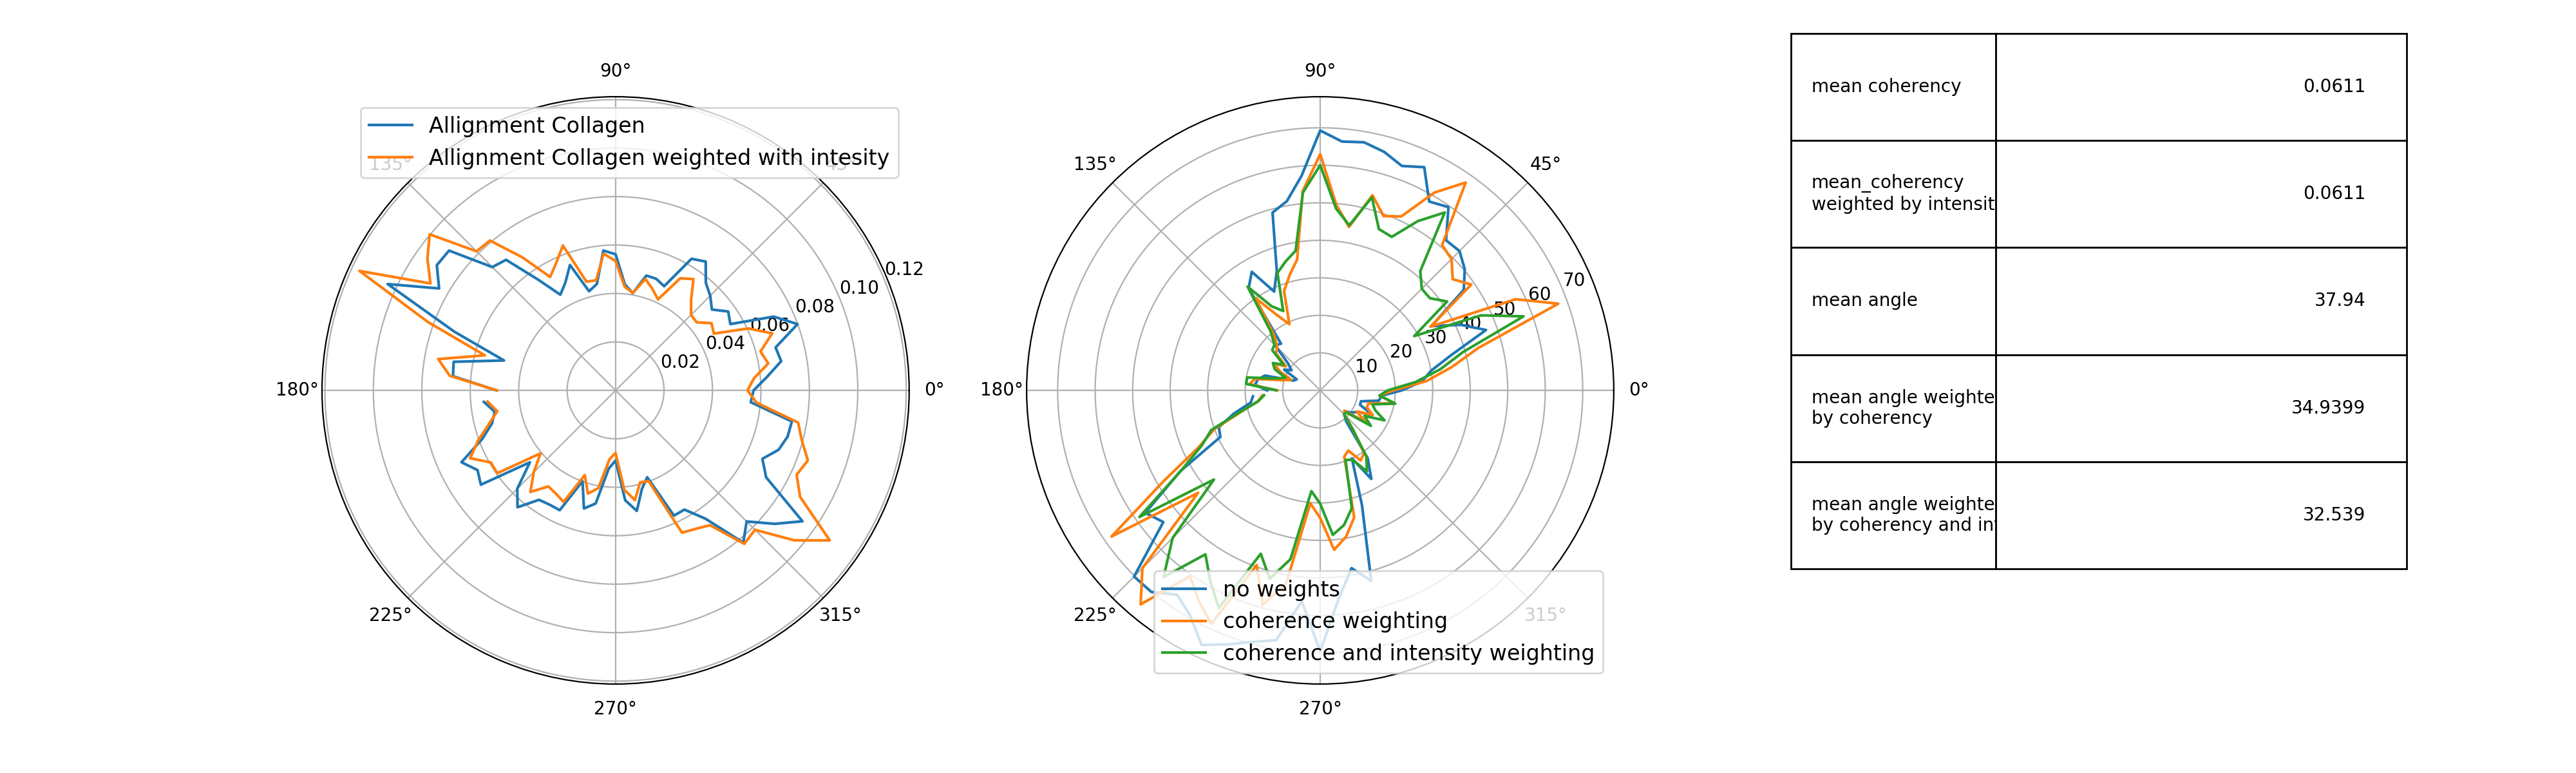 90°
Allignment Collagen
Allignment Collagen weighted with intesity
135°
45°
0.12
0.10
0.08
0.06
0.04
0.02
180°
0°
225°
315°
270°
90°
135°
45°
70
60
50
40
30
20
10
180°
0°
no weights
225°
315°
coherence weighting
coherence and intensity weighting
270°
mean coherency 0.0611
mean_coherency
weighted by intensit 0.0611
mean angle 37.94
mean angle weighte
by coherency 34.9399
mean angle weighte
by coherency and in 32.539